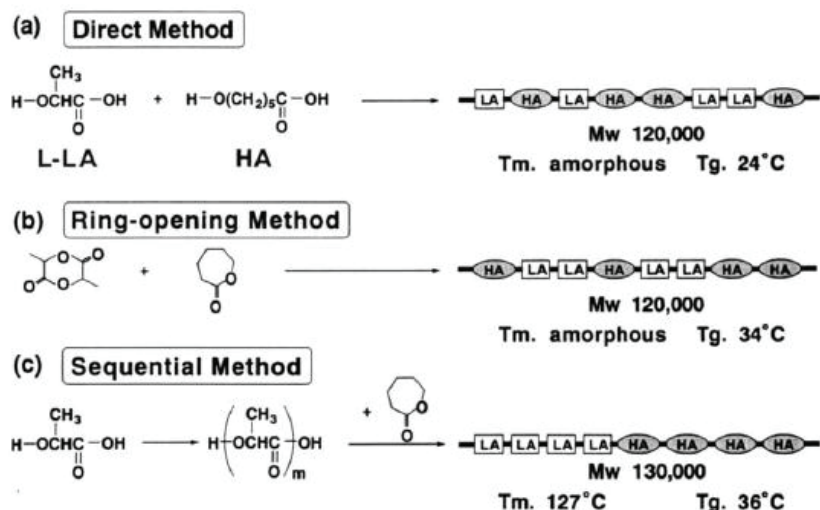 (a) Direct Method
CH3
H-OCHC-OH + H-O(CH2)5C-OH
O O
L-LA HA
LA HA LA HA HA LA LA HA
Mw 120,000
Tm. amorphous Tg. 24°C
(b) Ring-opening Method
O O O O + O O
HA LA LA HA LA LA HA HA
Mw 120,000
Tm. amorphous Tg. 34°C
(c) Sequential Method
CH3 CH3 + O O
H-OCHC-OH H(OCHC)mOH
O O
LA LA LA LA HA HA HA HA
Mw 130,000
Tm. 127°C Tg. 36°C